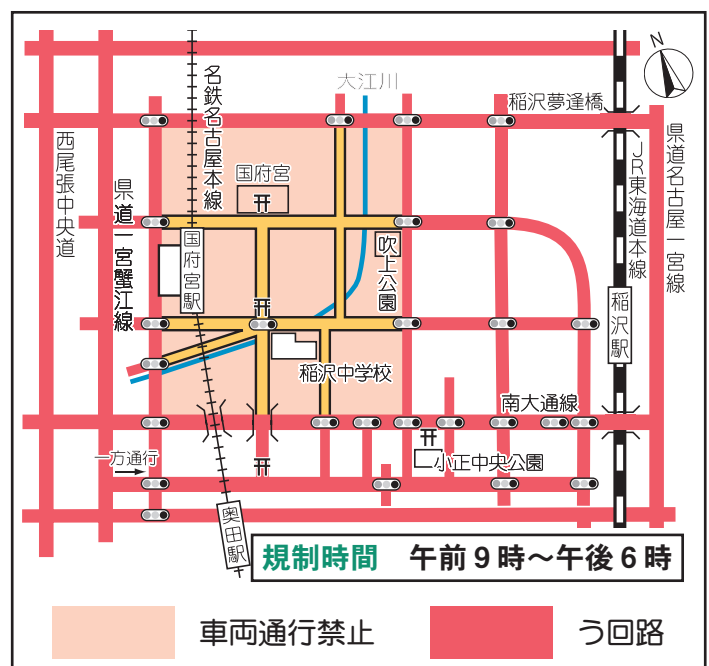 N
大江川
稲沢夢逢橋
名鉄名古屋本線
西尾張中央道
県道一宮蟹江線
国府宮
国府宮駅
吹上公園
JR東海道本線
県道名古屋一宮線
稲沢駅
稲沢中学校
南大通線
小正中央公園
一方通行
奥田駅
規制時間 午前9時～午後6時
車両通行禁止
う回路